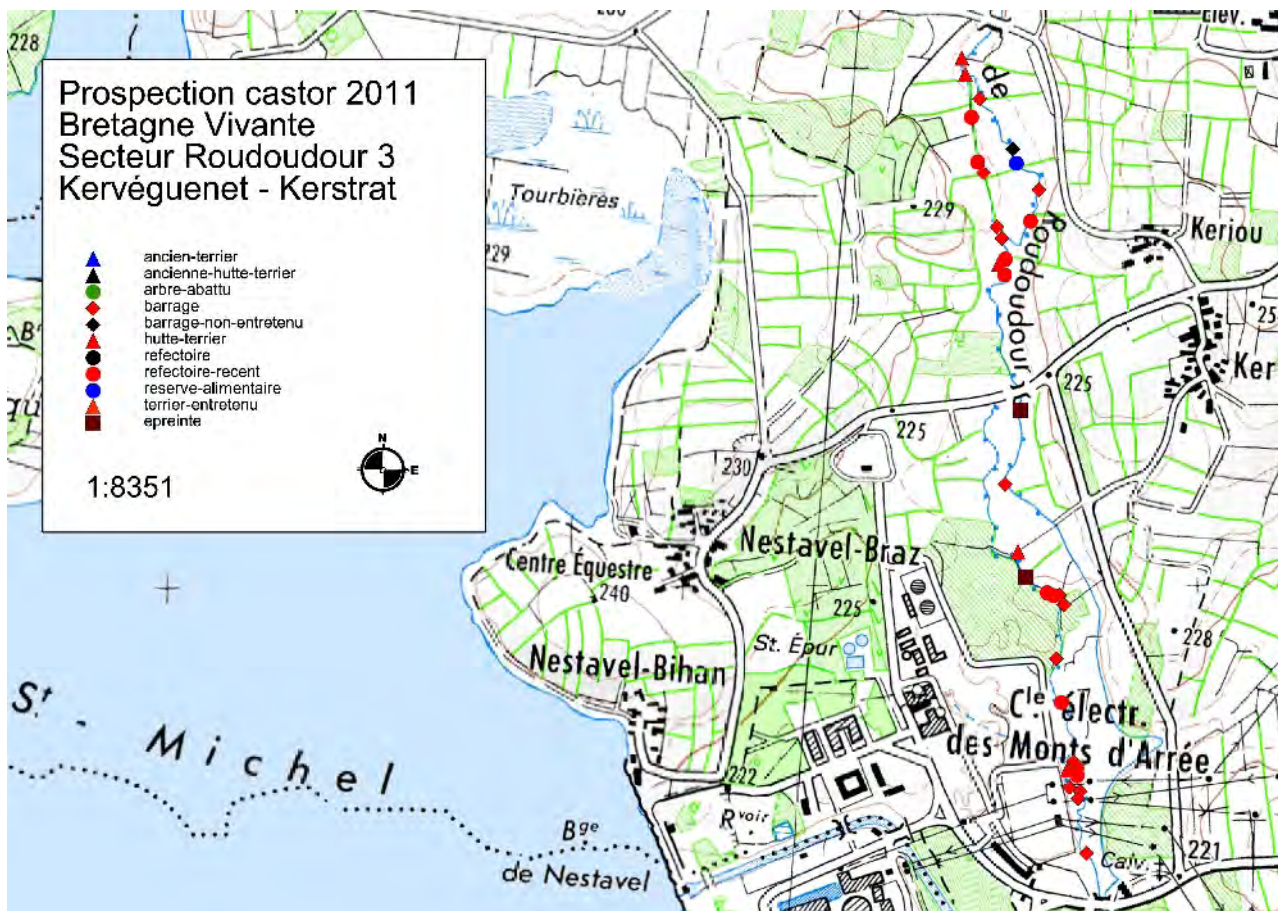 Prospection castor 2011
Bretagne Vivante
Secteur Roudoudour 3
Kervéguenet - Kerstrat
ancien-terrier
ancienne-hutte-terrier
arbre-abattu
barrage
barrage-non-entretenu
hutte-terrier
refectoire
refectoire-recent
reserve-alimentaire
terrier-entretenu
epreinte
N
E
1:8351
228
Elév.
de
Tourbières
229
229
Roudoudour
Keriou
Ker
225
225
230
Centre Équestre
240
Nestavel-Braz
225
St. Épur
228
Nestavel-Bihan
Cle électr.
des Monts d'Arrée
St - Michel
222
Rvoir
Bge
de Nestavel
Calv.
221